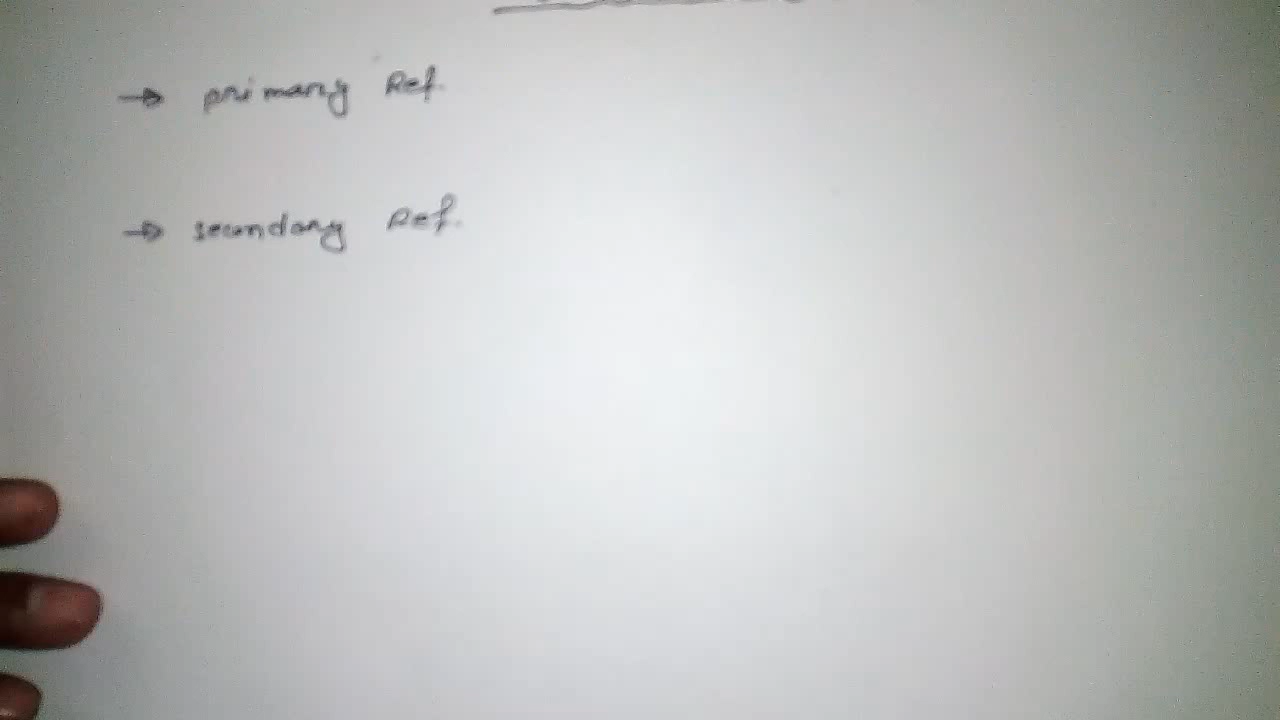 → primary Ref.
→ secondary Ref.